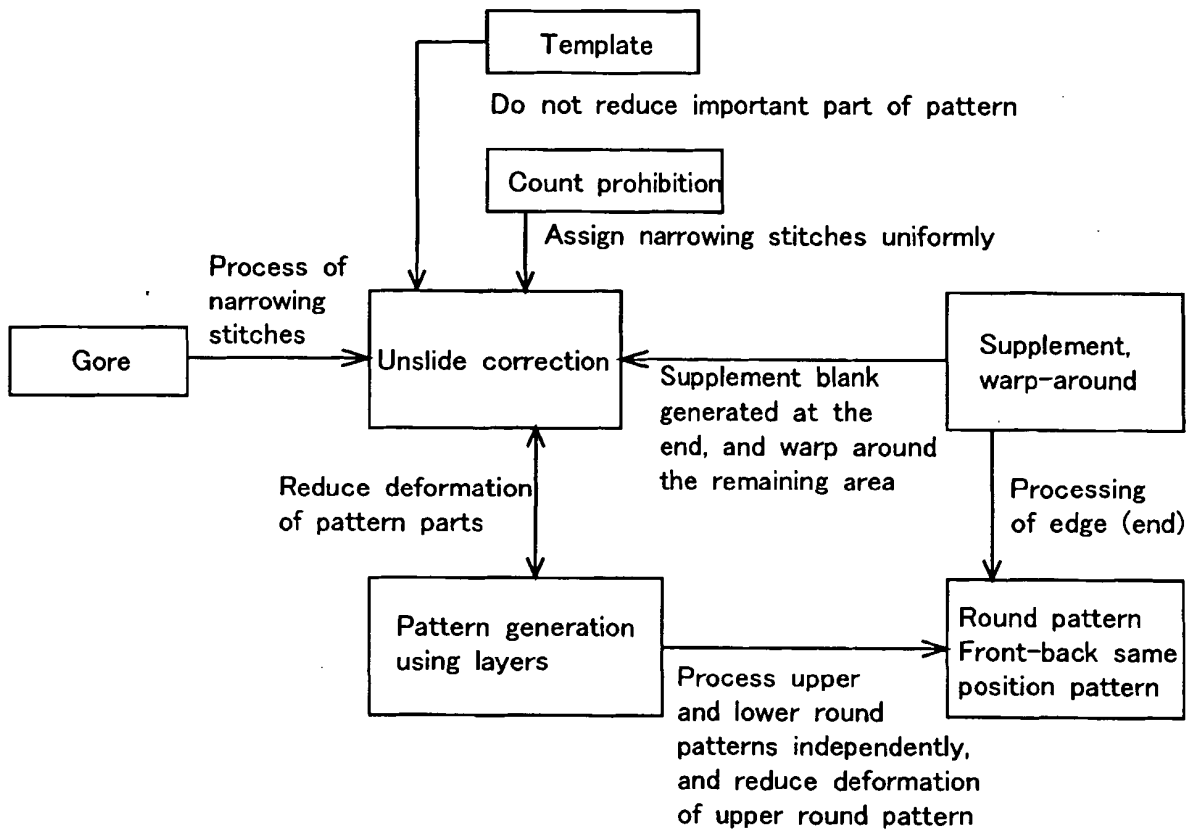 Template
Do not reduce important part of pattern
Count prohibition
Assign narrowing stitches uniformly
Process of
narrowing
stitches
Gore
Unslide correction
Supplement,
warp-around
Supplement blank
generated at the
end, and warp around
the remaining area
Reduce deformation
of pattern parts
Processing
of edge (end)
Pattern generation
using layers
Round pattern
Front-back same
position pattern
Process upper
and lower round
patterns independently,
and reduce deformation
of upper round pattern